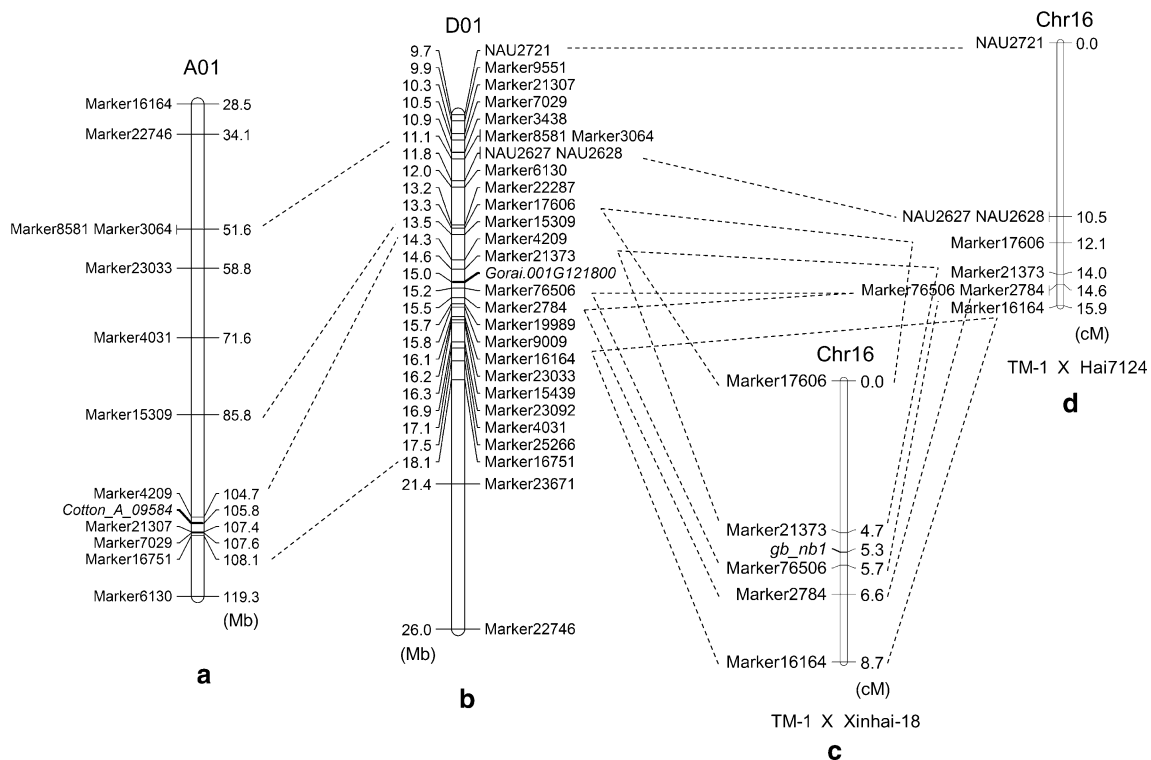 A01
Marker16164 28.5
Marker22746 34.1
Marker8581 Marker3064 51.6
Marker23033 58.8
Marker4031 71.6
Marker15309 85.8
Marker4209 104.7
Cotton_A_09584 105.8
Marker21307 107.4
Marker7029 107.6
Marker16751 108.1
Marker6130 119.3
(Mb)
a
D01
9.7 NAU2721
9.9 Marker9551
10.3 Marker21307
10.5 Marker7029
10.9 Marker3438
11.1 Marker8581 Marker3064
11.8 NAU2627 NAU2628
12.0 Marker6130
13.2 Marker22287
13.3 Marker17606
13.5 Marker15309
14.3 Marker4209
14.6 Marker21373
15.0 Gorai.001G121800
15.2 Marker76506
15.5 Marker2784
15.7 Marker19989
15.8 Marker9009
16.1 Marker16164
16.2 Marker23033
16.3 Marker15439
16.9 Marker23092
17.1 Marker4031
17.5 Marker25266
18.1 Marker16751
21.4 Marker23671
26.0 Marker22746
(Mb)
b
Chr16
Marker17606 0.0
Marker21373 4.7
gb_nb1 5.3
Marker76506 5.7
Marker2784 6.6
Marker16164 8.7
(cM)
TM-1 X Xinhai-18
c
Chr16
NAU2721 0.0
NAU2627 NAU2628 10.5
Marker17606 12.1
Marker21373 14.0
Marker76506 Marker2784 14.6
Marker16164 15.9
(cM)
TM-1 X Hai7124
d